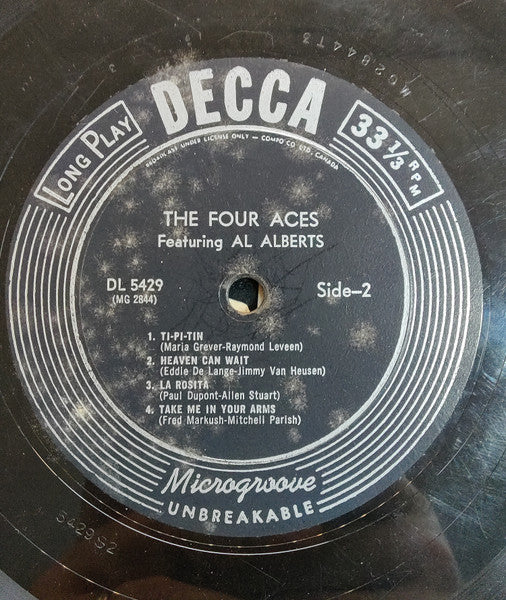 MG2844T3
DECCA
LONG PLAY
33 1/3 RPM
BROADCAST UNDER LICENSE ONLY — COMPO CO LTD, CANADA
THE FOUR ACES
Featuring AL ALBERTS
DL 5429
(MG 2844)
Side–2
1. TI-PI-TIN
(Maria Grever-Raymond Leveen)
2. HEAVEN CAN WAIT
(Eddie De Lange-Jimmy Van Heusen)
3. LA ROSITA
(Paul Dupont-Allen Stuart)
4. TAKE ME IN YOUR ARMS
(Fred Markush-Mitchell Parish)
Microgroove
UNBREAKABLE
5429S2